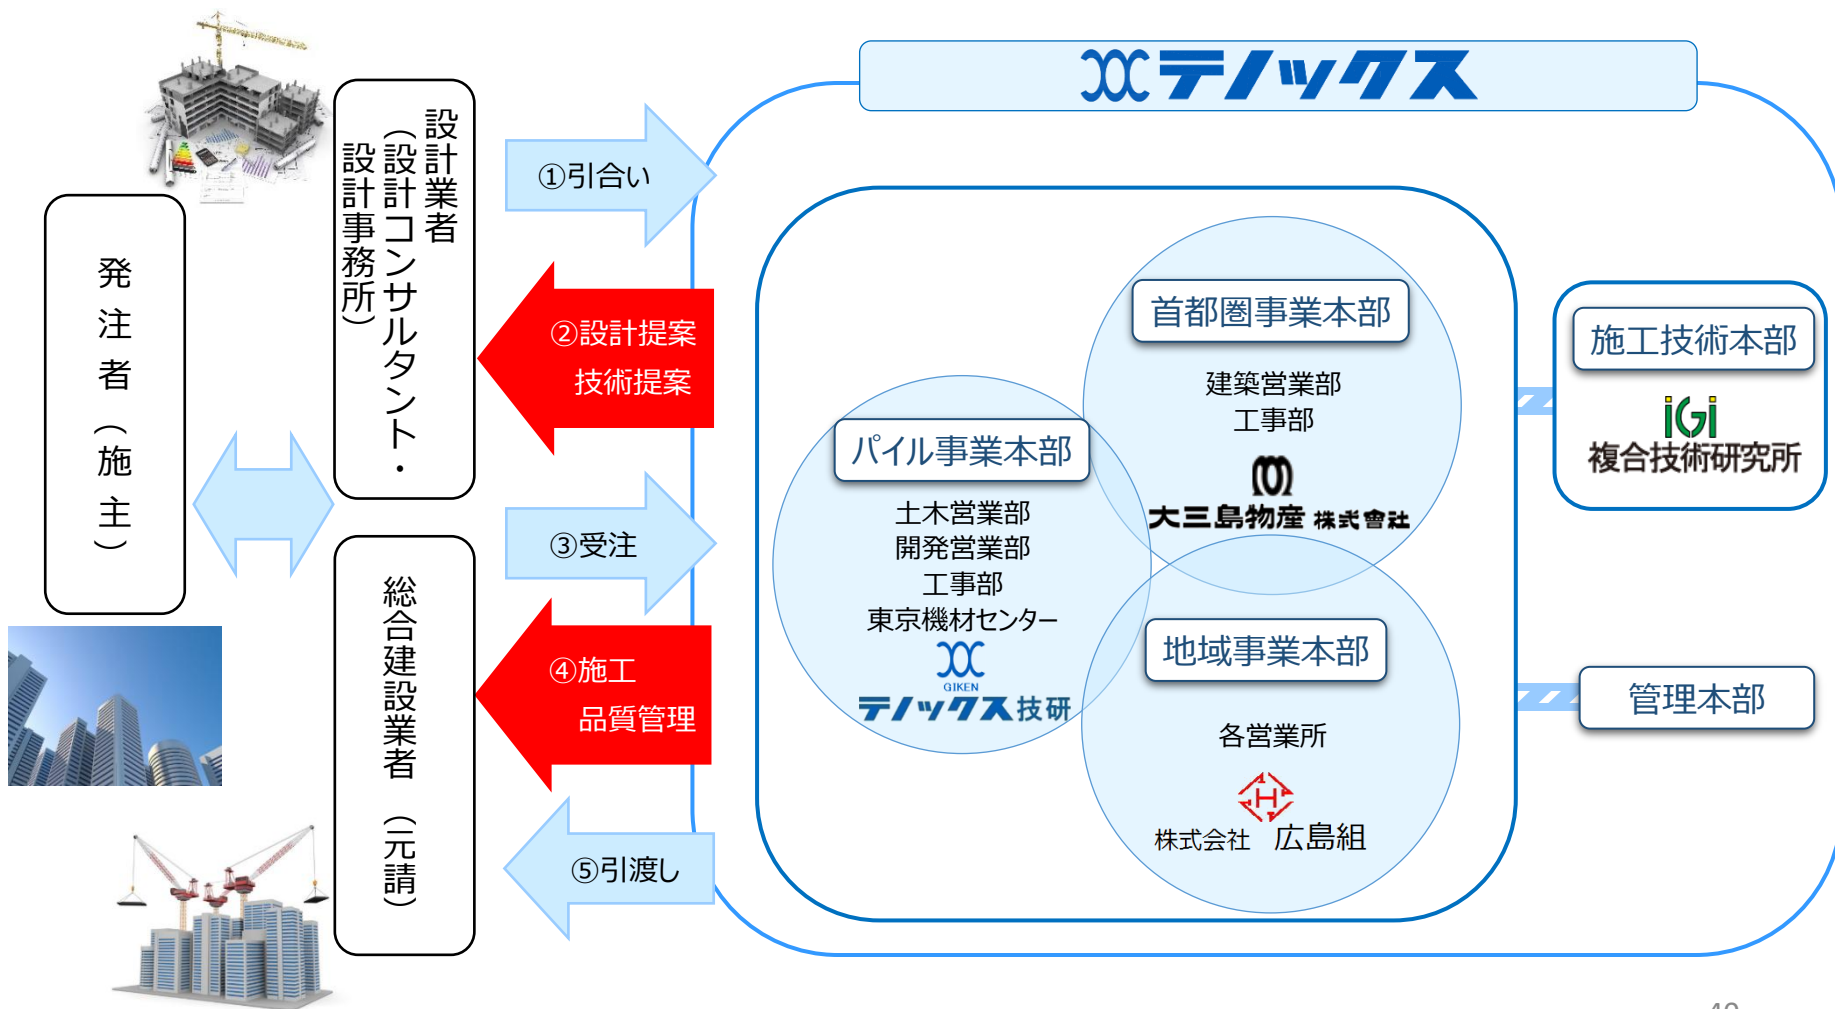 テノックス
発注者（施主）
設計業者
（設計コンサルタント・
設計事務所）
総合建設業者（元請）
①引合い
②設計提案
技術提案
③受注
④施工
品質管理
⑤引渡し
パイル事業本部
土木営業部
開発営業部
工事部
東京機材センター
GIKEN
テノックス技研
首都圏事業本部
建築営業部
工事部
大三島物産 株式會社
地域事業本部
各営業所
H
株式会社 広島組
施工技術本部
iGi
複合技術研究所
管理本部